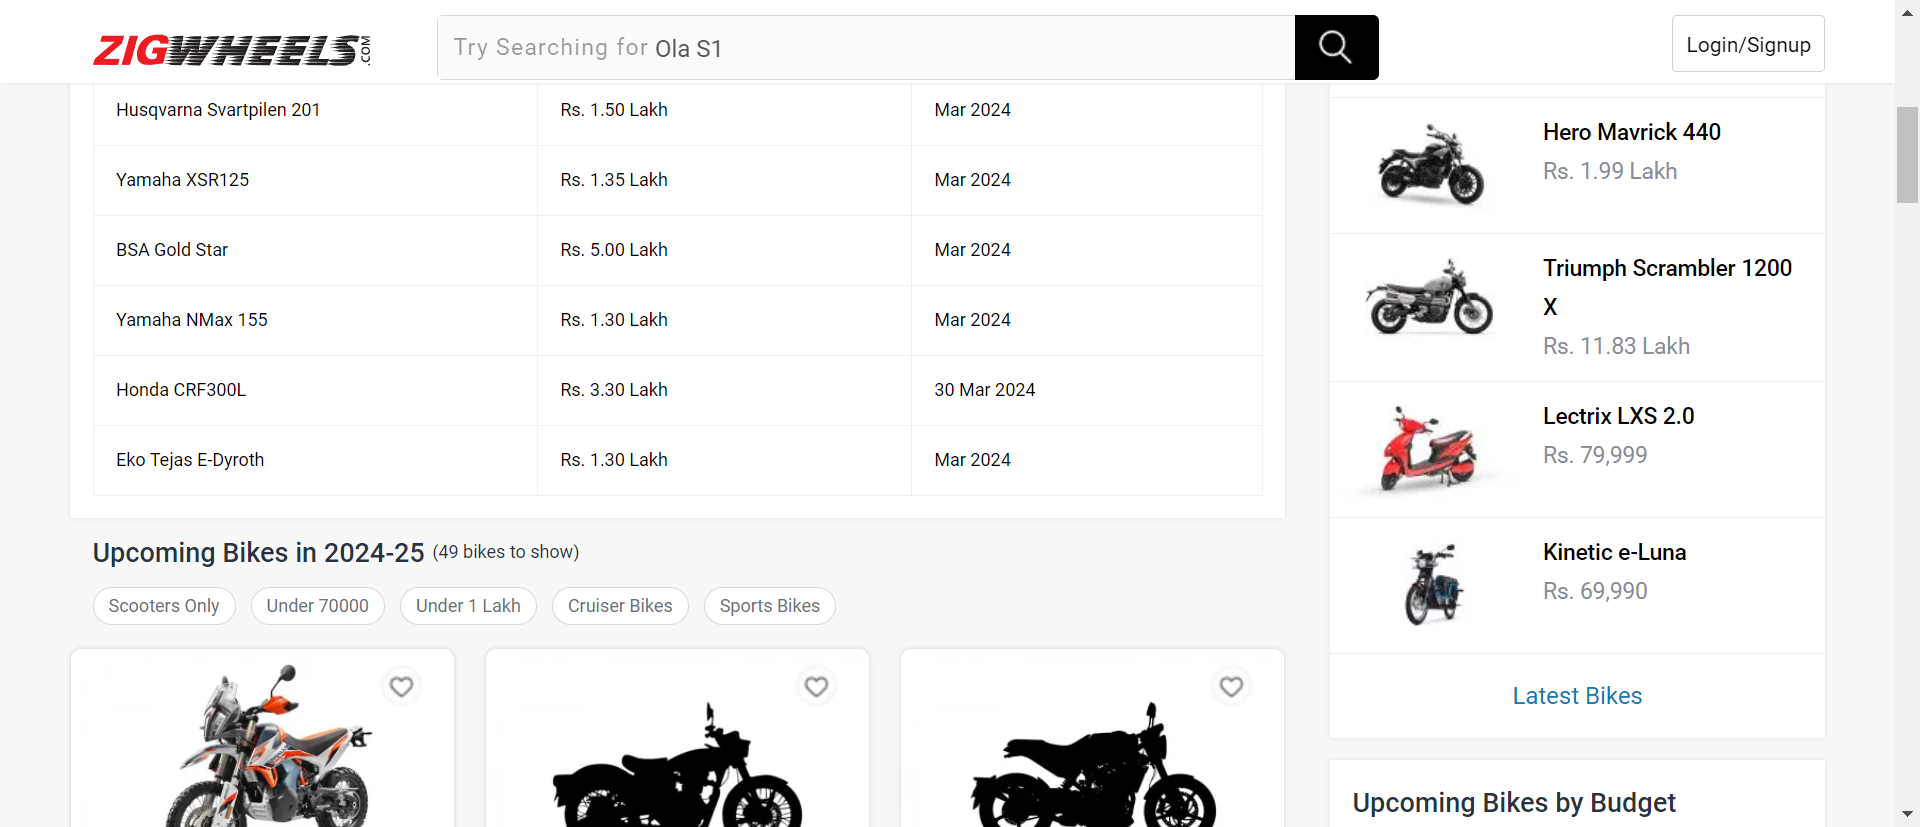 ZIGWHEELS.COM
Try Searching for Ola S1
Login/Signup
Husqvarna Svartpilen 201 Rs. 1.50 Lakh Mar 2024
Yamaha XSR125 Rs. 1.35 Lakh Mar 2024
BSA Gold Star Rs. 5.00 Lakh Mar 2024
Yamaha NMax 155 Rs. 1.30 Lakh Mar 2024
Honda CRF300L Rs. 3.30 Lakh 30 Mar 2024
Eko Tejas E-Dyroth Rs. 1.30 Lakh Mar 2024
Upcoming Bikes in 2024-25 (49 bikes to show)
Scooters Only Under 70000 Under 1 Lakh Cruiser Bikes Sports Bikes
Hero Mavrick 440
Rs. 1.99 Lakh
Triumph Scrambler 1200
X
Rs. 11.83 Lakh
Lectrix LXS 2.0
Rs. 79,999
Kinetic e-Luna
Rs. 69,990
Latest Bikes
Upcoming Bikes by Budget